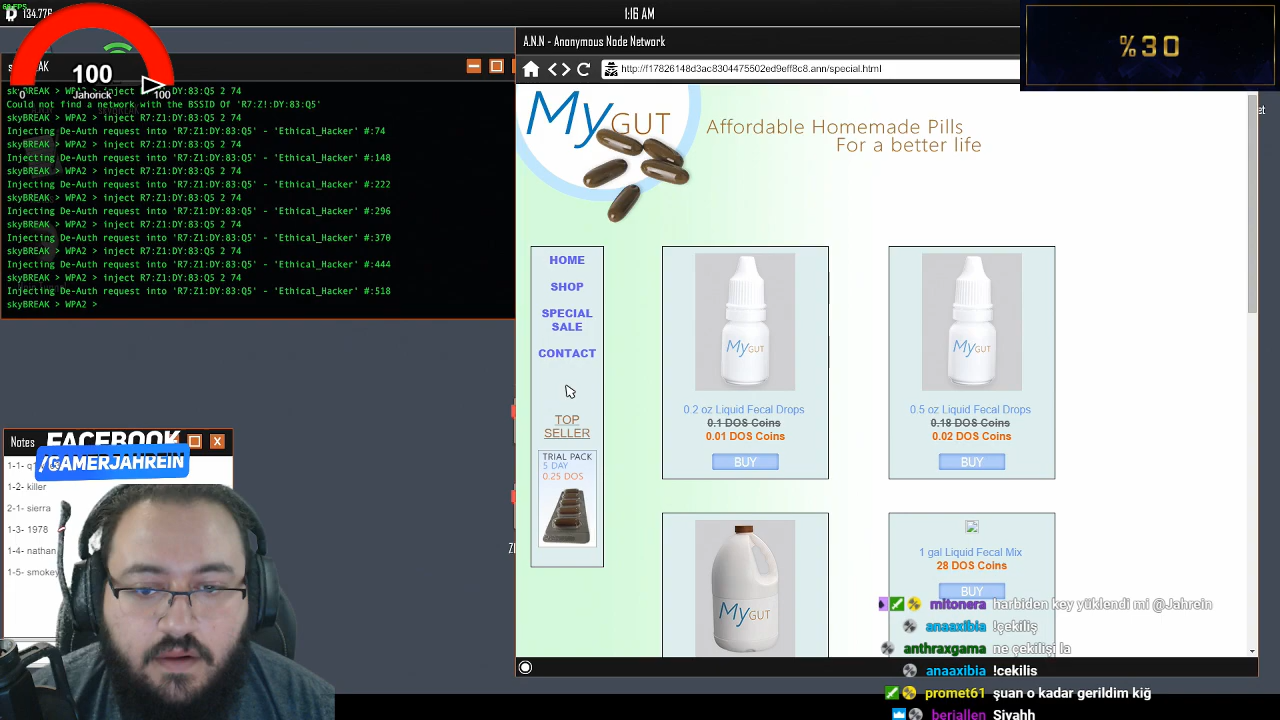 60 FPS
134.776
1:16 AM
100
0
100
Jahorick
skyBREAK > WPA2 > inject R7:Z1:DY:83:Q5 2 74
Could not find a network with the BSSID Of 'R7:Z1:DY:83:Q5'
skyBREAK > WPA2 > inject R7:Z1:DY:83:Q5 2 74
Injecting De-Auth request into 'R7:Z1:DY:83:Q5' - 'Ethical_Hacker' #:74
skyBREAK > WPA2 > inject R7:Z1:DY:83:Q5 2 74
Injecting De-Auth request into 'R7:Z1:DY:83:Q5' - 'Ethical_Hacker' #:148
skyBREAK > WPA2 > inject R7:Z1:DY:83:Q5 2 74
Injecting De-Auth request into 'R7:Z1:DY:83:Q5' - 'Ethical_Hacker' #:222
skyBREAK > WPA2 > inject R7:Z1:DY:83:Q5 2 74
Injecting De-Auth request into 'R7:Z1:DY:83:Q5' - 'Ethical_Hacker' #:296
skyBREAK > WPA2 > inject R7:Z1:DY:83:Q5 2 74
Injecting De-Auth request into 'R7:Z1:DY:83:Q5' - 'Ethical_Hacker' #:370
skyBREAK > WPA2 > inject R7:Z1:DY:83:Q5 2 74
Injecting De-Auth request into 'R7:Z1:DY:83:Q5' - 'Ethical_Hacker' #:444
skyBREAK > WPA2 > inject R7:Z1:DY:83:Q5 2 74
Injecting De-Auth request into 'R7:Z1:DY:83:Q5' - 'Ethical_Hacker' #:518
skyBREAK > WPA2 >
Notes
FACEBOOK
/GAMERJAHREIN
1-2- killer
2-1- sierra
1-3- 1978
1-4- nathan
1-5- smokey
A.N.N - Anonymous Node Network
http://f17826148d3ac8304475502ed9eff8c8.ann/special.html
%30
MyGUT
Affordable Homemade Pills
For a better life
HOME
SHOP
SPECIAL
SALE
CONTACT
TOP
SELLER
TRIAL PACK
5 DAY
0.25 DOS
MyGUT
0.2 oz Liquid Fecal Drops
0.1 DOS Coins
0.01 DOS Coins
BUY
MyGUT
0.5 oz Liquid Fecal Drops
0.18 DOS Coins
0.02 DOS Coins
BUY
MyGUT
1 gal Liquid Fecal Mix
28 DOS Coins
BUY
mitonera harbiden key yüklendi mi @Jahrein
anaaxibia !çekiliş
anthraxgama ne çekilişi la
anaaxibia !cekilis
promet61 şuan o kadar gerildim kiğ
beriallen Siyahh